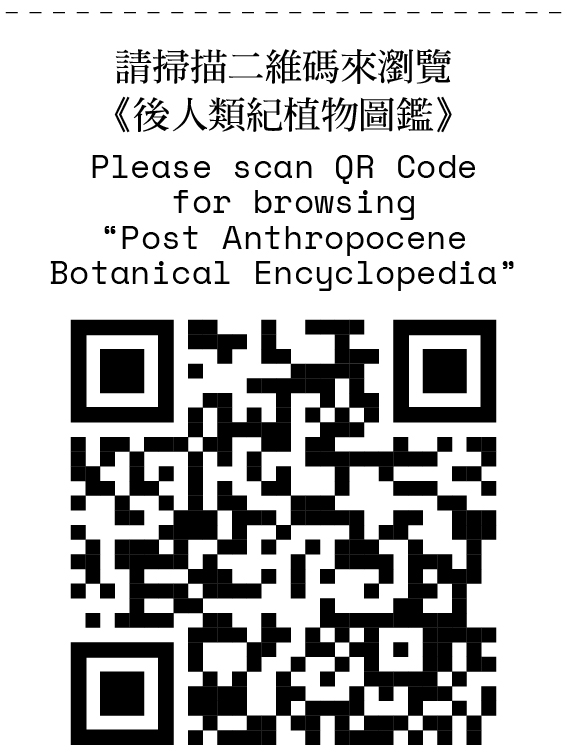 請掃描二維碼來瀏覽
《後人類紀植物圖鑑》
Please scan QR Code
for browsing
“Post Anthropocene
Botanical Encyclopedia”